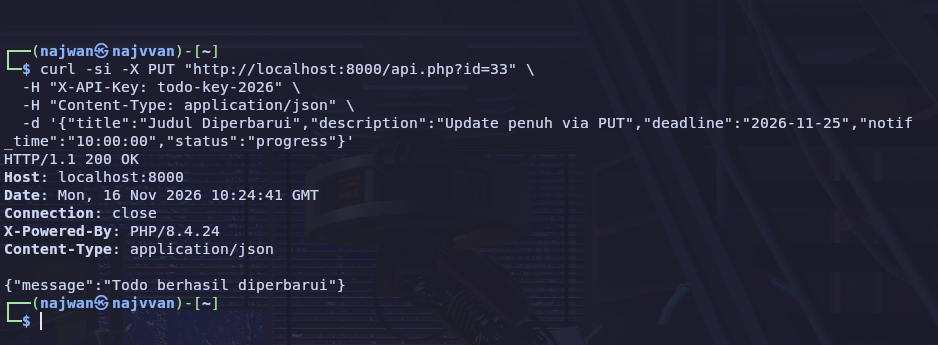 ┌──(najwan㉿najvvan)-[~]
└─$ curl -si -X PUT "http://localhost:8000/api.php?id=33" \
  -H "X-API-Key: todo-key-2026" \
  -H "Content-Type: application/json" \
  -d '{"title":"Judul Diperbarui","description":"Update penuh via PUT","deadline":"2026-11-25","notif
_time":"10:00:00","status":"progress"}'
HTTP/1.1 200 OK
Host: localhost:8000
Date: Mon, 16 Nov 2026 10:24:41 GMT
Connection: close
X-Powered-By: PHP/8.4.24
Content-Type: application/json

{"message":"Todo berhasil diperbarui"}
┌──(najwan㉿najvvan)-[~]
└─$